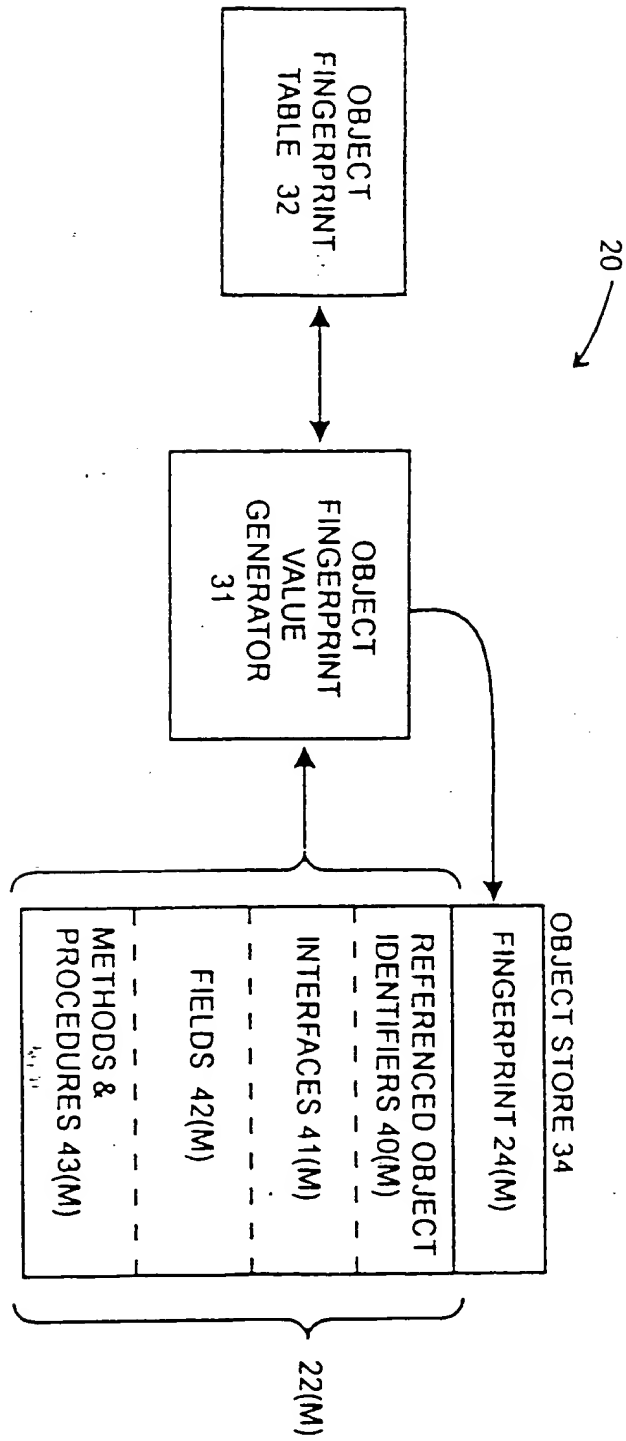 20
OBJECT
FINGERPRINT
TABLE 32
OBJECT
FINGERPRINT
VALUE
GENERATOR
31
OBJECT STORE 34
FINGERPRINT 24(M)
REFERENCED OBJECT
IDENTIFIERS 40(M)
INTERFACES 41(M)
FIELDS 42(M)
METHODS &
PROCEDURES 43(M)
22(M)